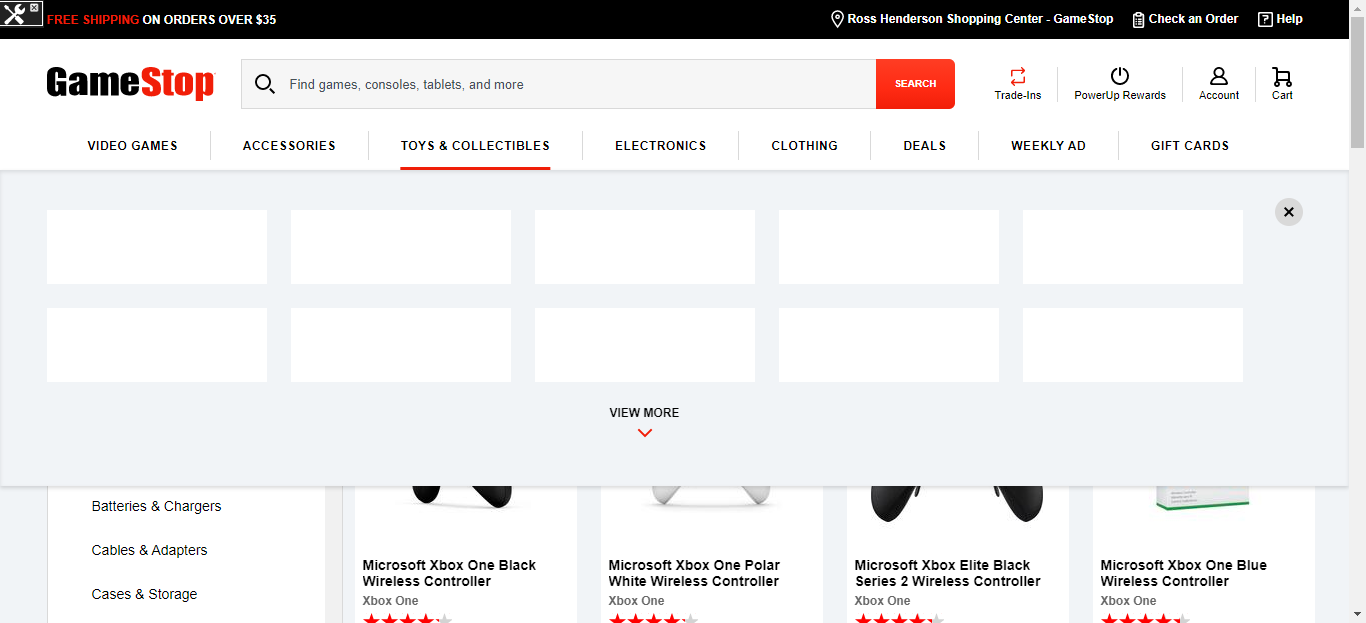 FREE SHIPPING ON ORDERS OVER $35
Ross Henderson Shopping Center - GameStop
Check an Order
Help
GameStop
Find games, consoles, tablets, and more
SEARCH
Trade-Ins
PowerUp Rewards
Account
Cart
VIDEO GAMES
ACCESSORIES
TOYS & COLLECTIBLES
ELECTRONICS
CLOTHING
DEALS
WEEKLY AD
GIFT CARDS
VIEW MORE
Batteries & Chargers
Cables & Adapters
Cases & Storage
Microsoft Xbox One Black
Wireless Controller
Xbox One
Microsoft Xbox One Polar
White Wireless Controller
Xbox One
Microsoft Xbox Elite Black
Series 2 Wireless Controller
Xbox One
Microsoft Xbox One Blue
Wireless Controller
Xbox One